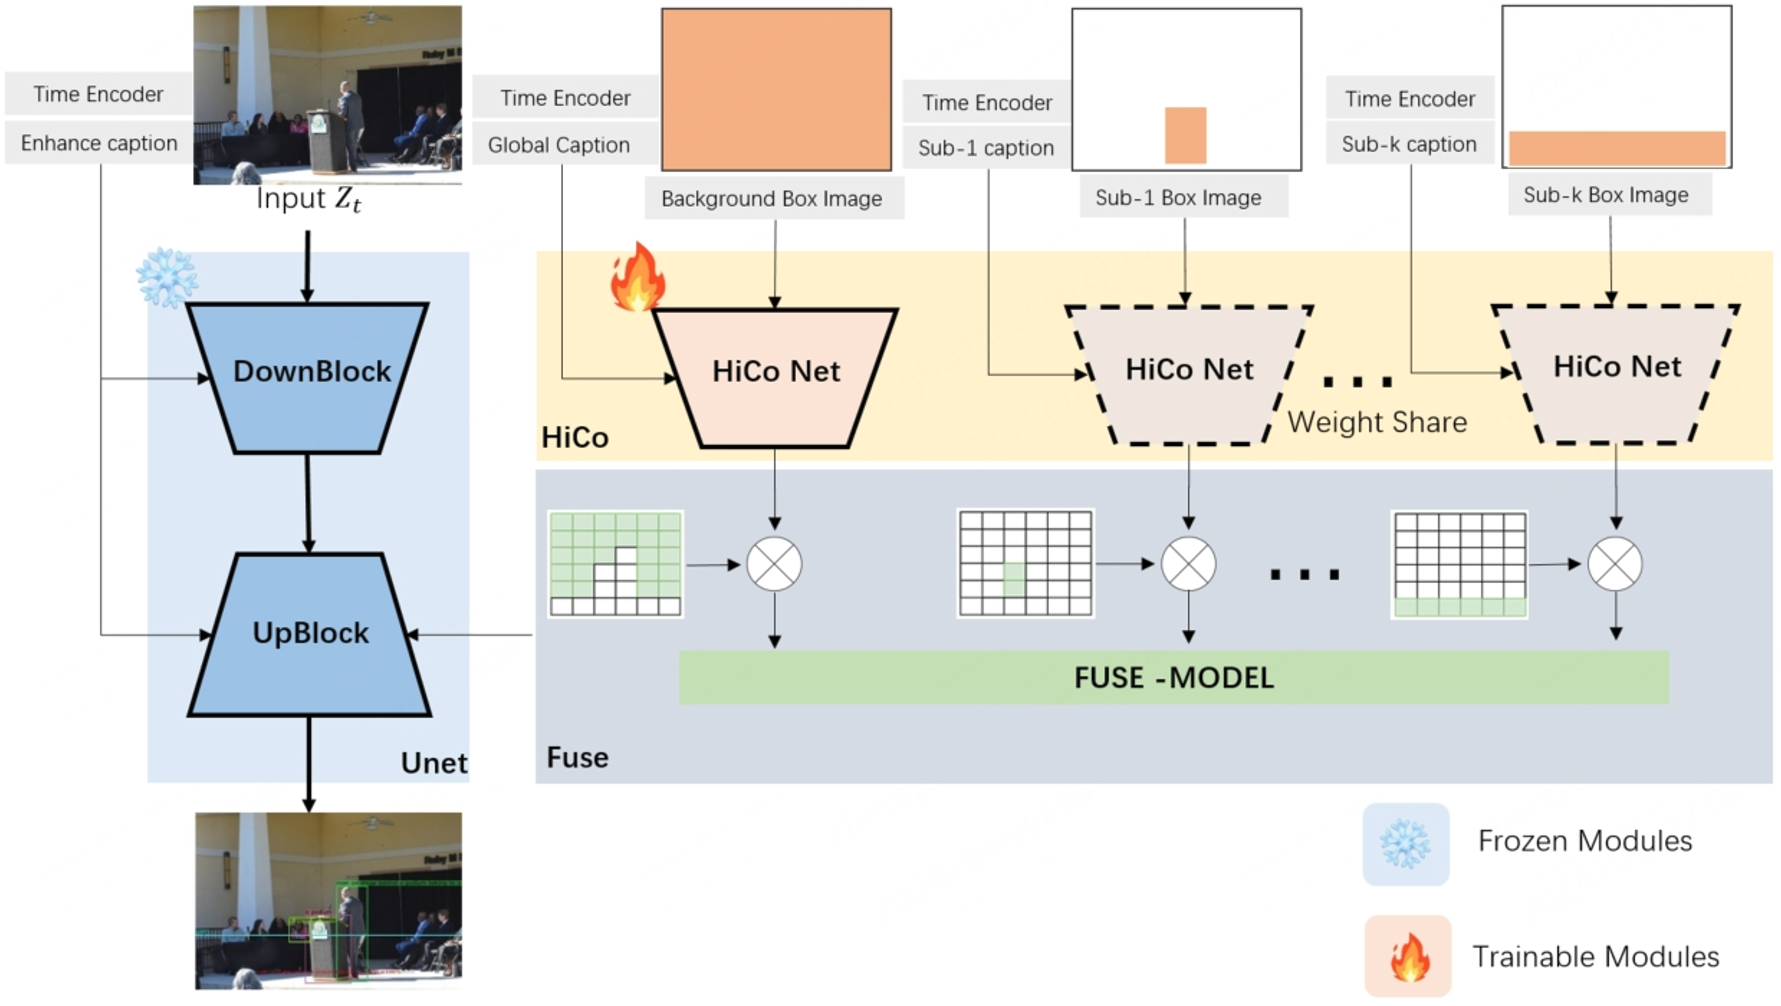 Time Encoder
Enhance caption
Input Z_t
Time Encoder
Global Caption
Background Box Image
Time Encoder
Sub-1 caption
Sub-1 Box Image
Time Encoder
Sub-k caption
Sub-k Box Image
DownBlock
UpBlock
Unet
HiCo Net
HiCo Net
HiCo Net
...
Weight Share
HiCo
...
FUSE -MODEL
Fuse
Frozen Modules
Trainable Modules